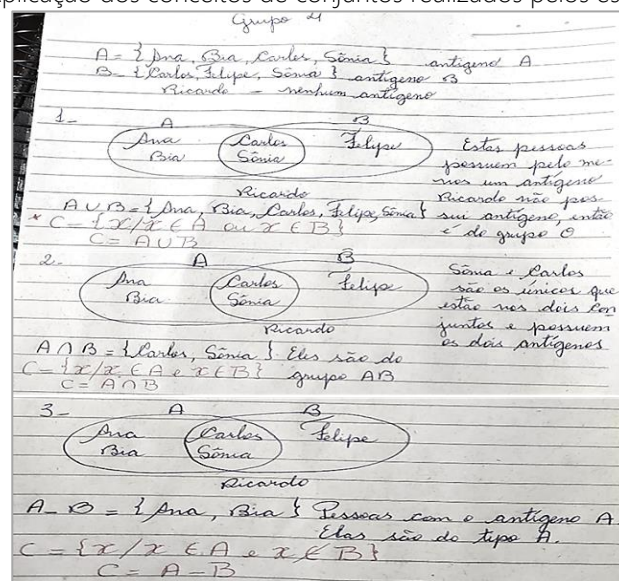 plicação dos conceitos de conjuntos realizados pelos es
Grupo 4
A= { Ana, Bia, Carlos, Sônia } antígeno A
B= { Carlos, Felipe, Sônia } antígeno B
Ricardo - nenhum antígeno
1- A B
Ana Carlos Felipe
Bia Sônia
Ricardo
Estas pessoas
possuem pelo me-
nos um antígeno
Ricardo não pos-
sui antígeno, então
é do grupo O
A∪B={Ana, Bia, Carlos, Felipe, Sônia}
* C={x/x ∈ A ou x ∈ B}
C= A∪B
2- A B
Ana Carlos Felipe
Bia Sônia
Ricardo
Sônia e Carlos
são os únicos que
estão nos dois con
juntos e possuem
os dois antígenos
A∩B={Carlos, Sônia} Eles são do
C={x/x ∈ A e x ∈ B} grupo AB
C= A∩B
3- A B
Ana Carlos Felipe
Bia Sônia
Ricardo
A-B = {Ana, Bia} Pessoas com o antígeno A
Elas são do tipo A.
C={x/x ∈ A e x ∉ B}
C= A-B